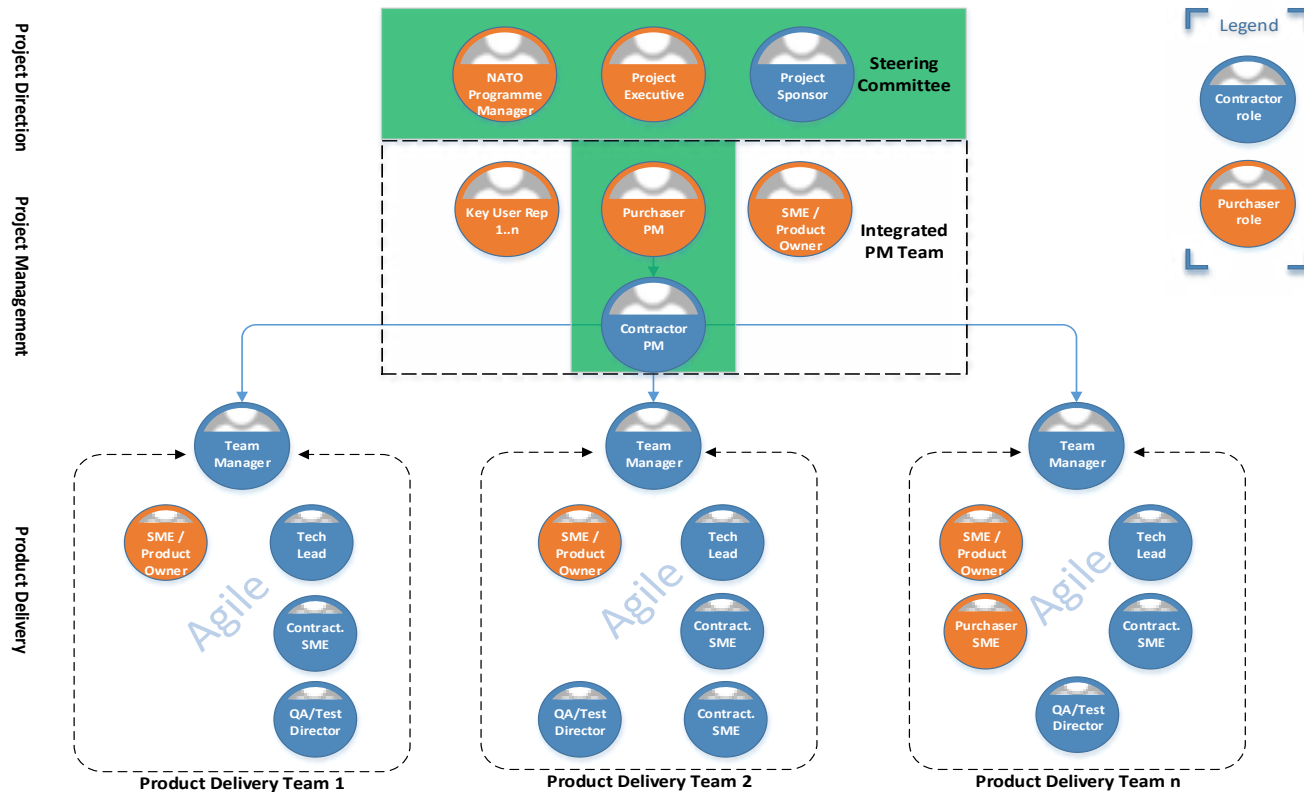 Project Direction
NATO
Programme
Manager
Project
Executive
Project
Sponsor
Steering
Committee
Legend
Contractor
role
Purchaser
role
Project Management
Key User Rep
1..n
Purchaser
PM
SME /
Product
Owner
Integrated
PM Team
Contractor
PM
Product Delivery
Team
Manager
SME /
Product
Owner
Tech
Lead
Agile
Contract.
SME
QA/Test
Director
Product Delivery Team 1
Team
Manager
SME /
Product
Owner
Tech
Lead
Agile
Contract.
SME
QA/Test
Director
Contract.
SME
Product Delivery Team 2
Team
Manager
SME /
Product
Owner
Tech
Lead
Agile
Purchaser
SME
Contract.
SME
QA/Test
Director
Product Delivery Team n